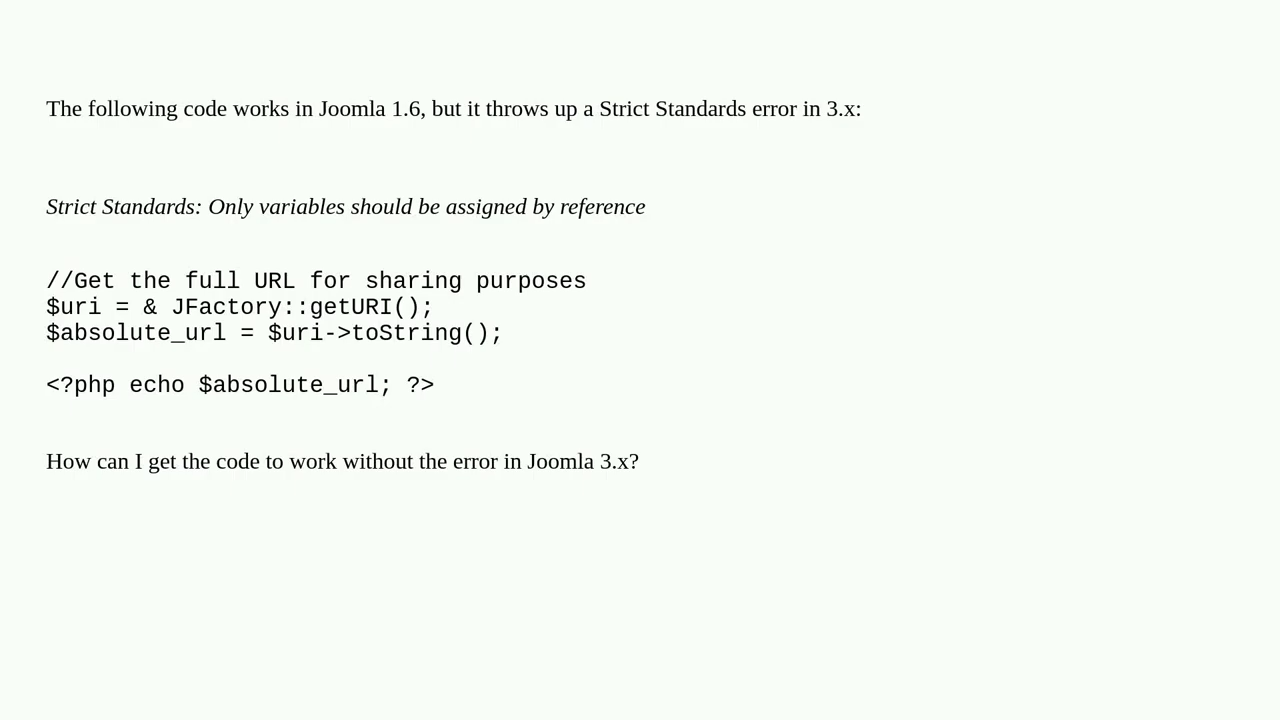 The following code works in Joomla 1.6, but it throws up a Strict Standards error in 3.x:
Strict Standards: Only variables should be assigned by reference
//Get the full URL for sharing purposes
$uri = & JFactory::getURI();
$absolute_url = $uri->toString();
<?php echo $absolute_url; ?>
How can I get the code to work without the error in Joomla 3.x?